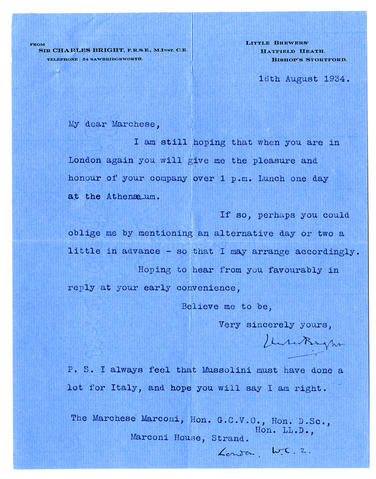 FROM
SIR CHARLES BRIGHT, F.R.S.E., M.INST. C.E.
TELEPHONE: 34 SAWBRIDGEWORTH.
LITTLE BREWERS'
HATFIELD HEATH.
BISHOP'S STORTFORD.
16th August 1934.
My dear Marchese,
I am still hoping that when you are in
London again you will give me the pleasure and
honour of your company over 1 p.m. Lunch one day
at the Athenæum.
If so, perhaps you could
oblige me by mentioning an alternative day or two a
little in advance - so that I may arrange accordingly.
Hoping to hear from you favourably in
reply at your early convenience,
Believe me to be,
Very sincerely yours,
Charles Bright
P. S. I always feel that Mussolini must have done a
lot for Italy, and hope you will say I am right.
The Marchese Marconi, Hon. G.C.V.O., Hon. D.Sc.,
Hon. LL.D.,
Marconi House, Strand.
London. W.C.2.